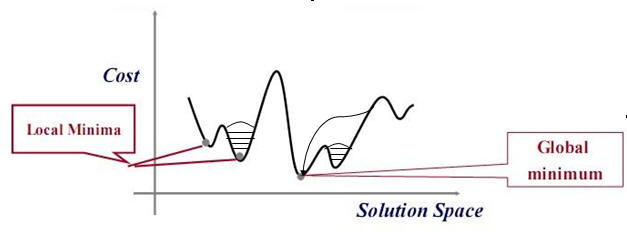 Cost
Local Minima
Global
minimum
Solution Space